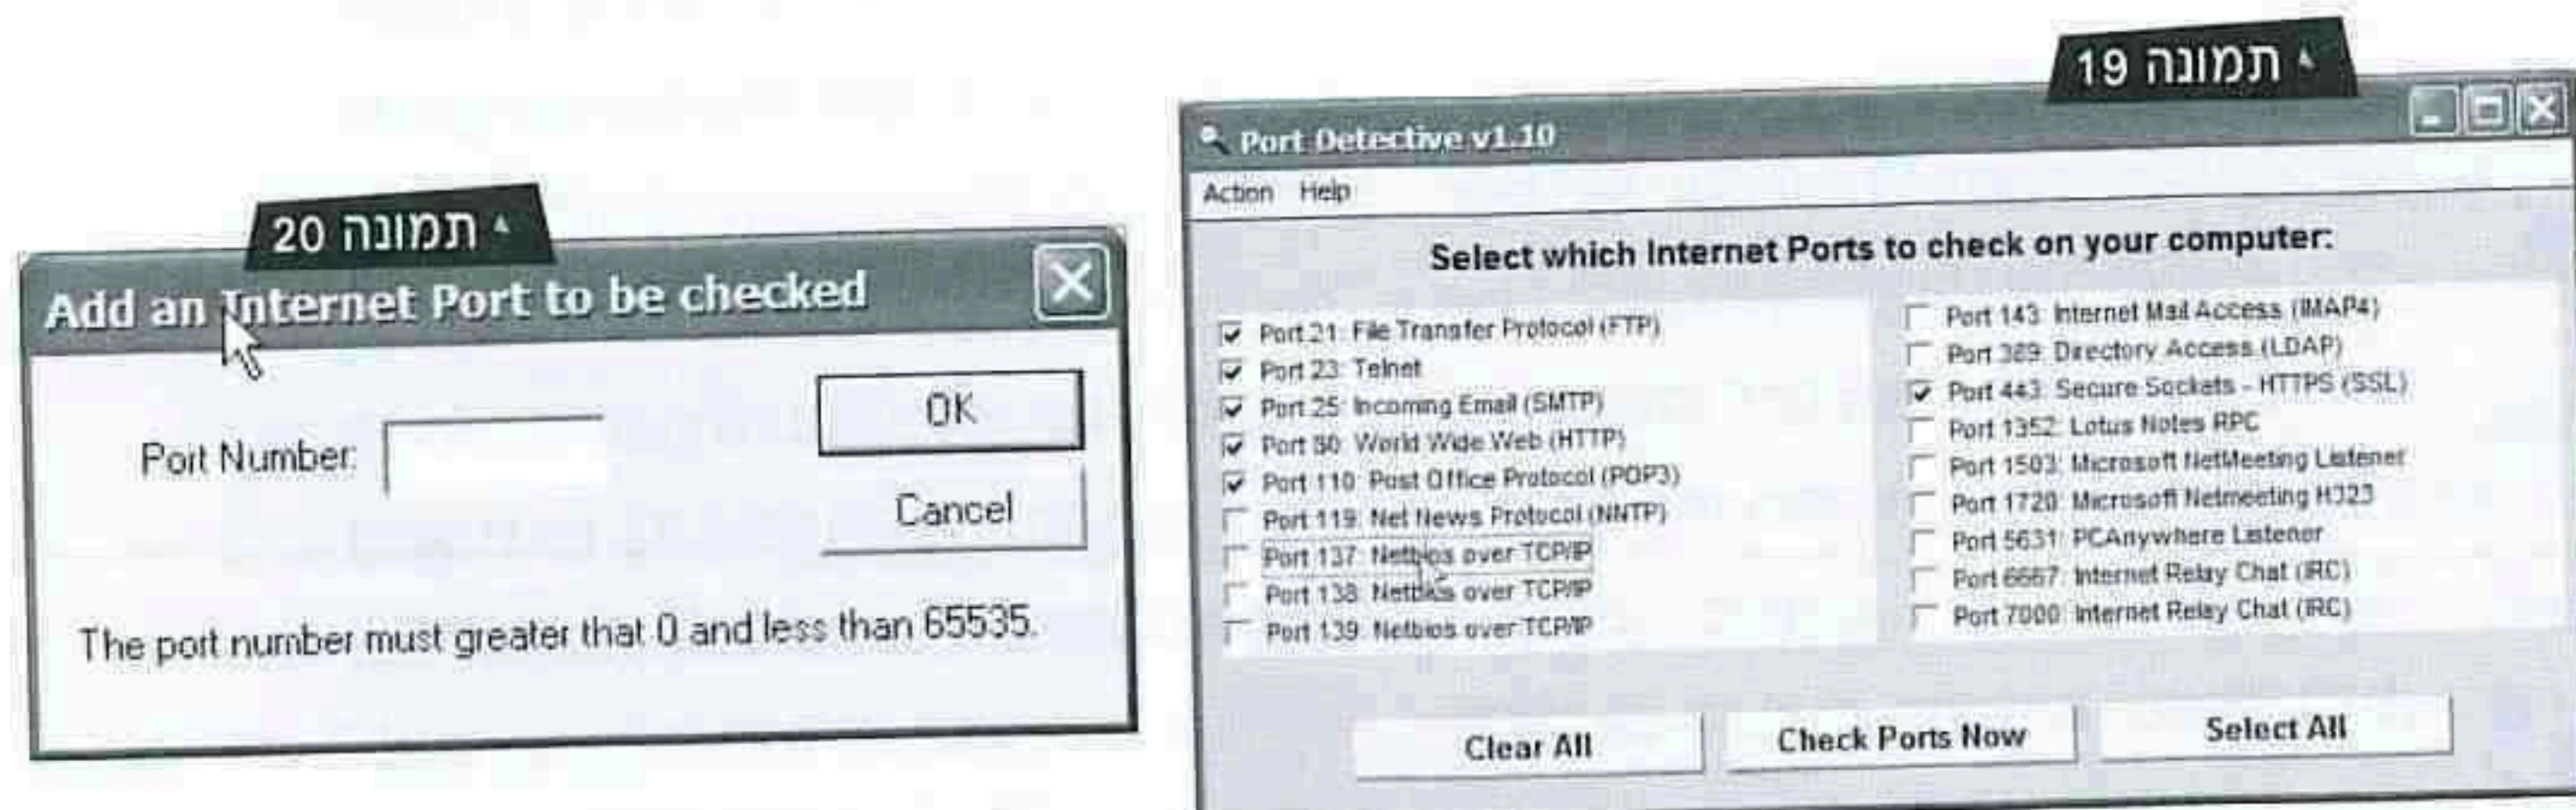 תמונה 19
Port Detective v1.10
Action Help
Select which Internet Ports to check on your computer:
Port 21: File Transfer Protocol (FTP)
Port 23: Telnet
Port 25: Incoming Email (SMTP)
Port 80: World Wide Web (HTTP)
Port 110: Post Office Protocol (POP3)
Port 119: Net News Protocol (NNTP)
Port 137: Netbios over TCP/IP
Port 138: Netbios over TCP/IP
Port 139: Netbios over TCP/IP
Port 143: Internet Mail Access (IMAP4)
Port 389: Directory Access (LDAP)
Port 443: Secure Sockets - HTTPS (SSL)
Port 1352: Lotus Notes RPC
Port 1503: Microsoft NetMeeting Listener
Port 1720: Microsoft Netmeeting H323
Port 5631: PCAnywhere Listener
Port 6667: Internet Relay Chat (IRC)
Port 7000: Internet Relay Chat (IRC)
Clear All
Check Ports Now
Select All
תמונה 20
Add an Internet Port to be checked
Port Number:
OK
Cancel
The port number must greater that 0 and less than 65535.